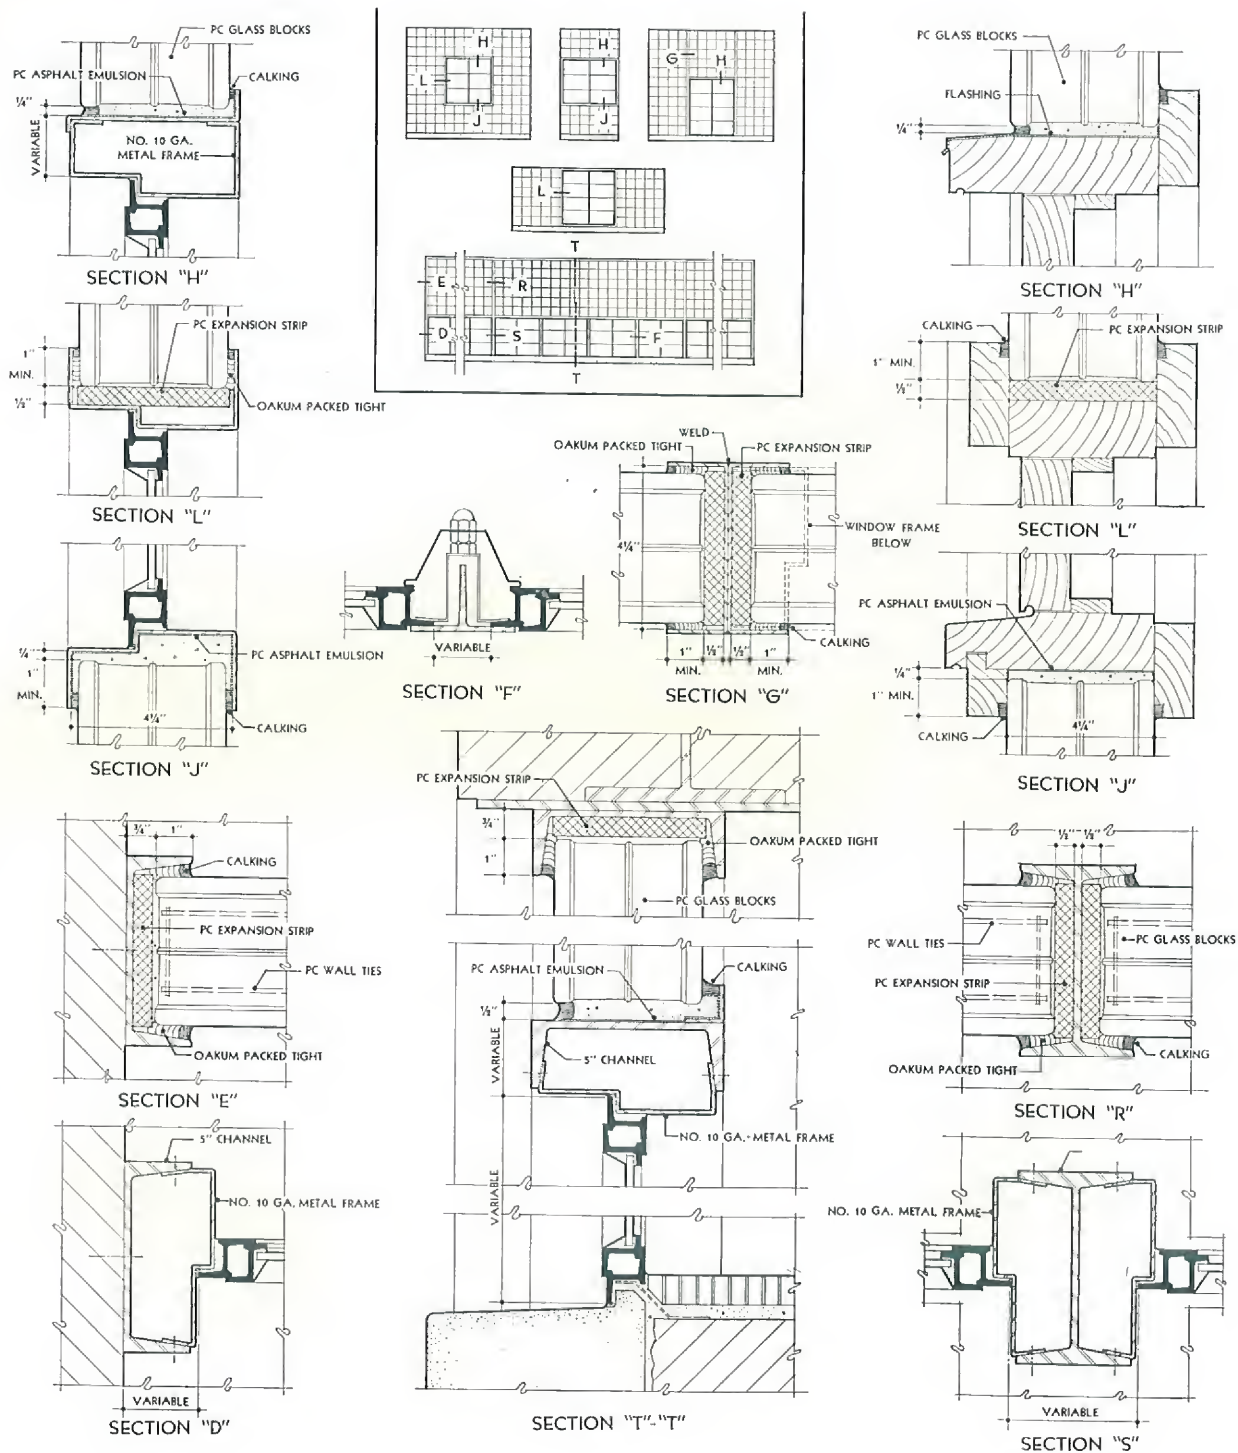 PC GLASS BLOCKS
PC ASPHALT EMULSION
CALKING
1/4"
VARIABLE
NO. 10 GA.
METAL FRAME
SECTION "H"
PC EXPANSION STRIP
1"
MIN.
1/2"
OAKUM PACKED TIGHT
SECTION "L"
PC ASPHALT EMULSION
1/4"
1"
MIN.
4 1/4"
CALKING
SECTION "J"
H
L
J
H
J
G
H
L
T
E
R
D
S
F
T
PC GLASS BLOCKS
FLASHING
1/4"
SECTION "H"
CALKING
PC EXPANSION STRIP
1" MIN.
1/2"
SECTION "L"
PC ASPHALT EMULSION
1/4"
1" MIN.
4 1/4"
CALKING
SECTION "J"
VARIABLE
SECTION "F"
WELD
OAKUM PACKED TIGHT
PC EXPANSION STRIP
4 1/4"
WINDOW FRAME
BELOW
CALKING
1" 1/2" 1/2" 1"
MIN. MIN.
SECTION "G"
3/4" 1"
CALKING
PC EXPANSION STRIP
PC WALL TIES
OAKUM PACKED TIGHT
SECTION "E"
5" CHANNEL
NO. 10 GA. METAL FRAME
VARIABLE
SECTION "D"
PC EXPANSION STRIP
3/4"
1"
OAKUM PACKED TIGHT
PC GLASS BLOCKS
PC ASPHALT EMULSION
CALKING
1/2"
VARIABLE
5" CHANNEL
NO. 10 GA. METAL FRAME
VARIABLE
SECTION "T"-"T"
1/2" 1/2"
PC WALL TIES
PC GLASS BLOCKS
PC EXPANSION STRIP
CALKING
OAKUM PACKED TIGHT
SECTION "R"
NO. 10 GA. METAL FRAME
VARIABLE
SECTION "S"